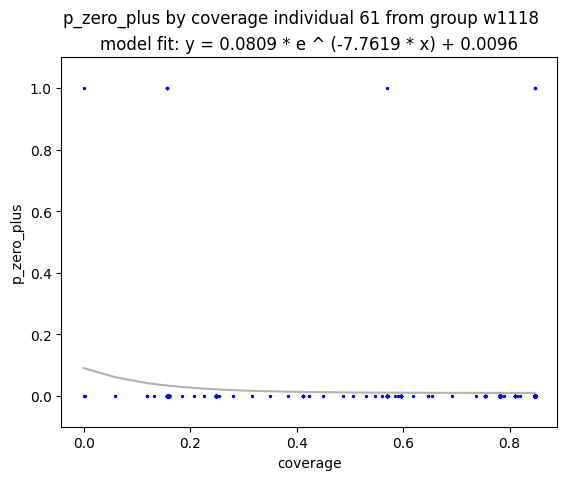 p_zero_plus by coverage individual 61 from group w1118
model fit: y = 0.0809 * e ^ (-7.7619 * x) + 0.0096
1.0
0.8
0.6
0.4
0.2
0.0
p_zero_plus
0.0 0.2 0.4 0.6 0.8
coverage